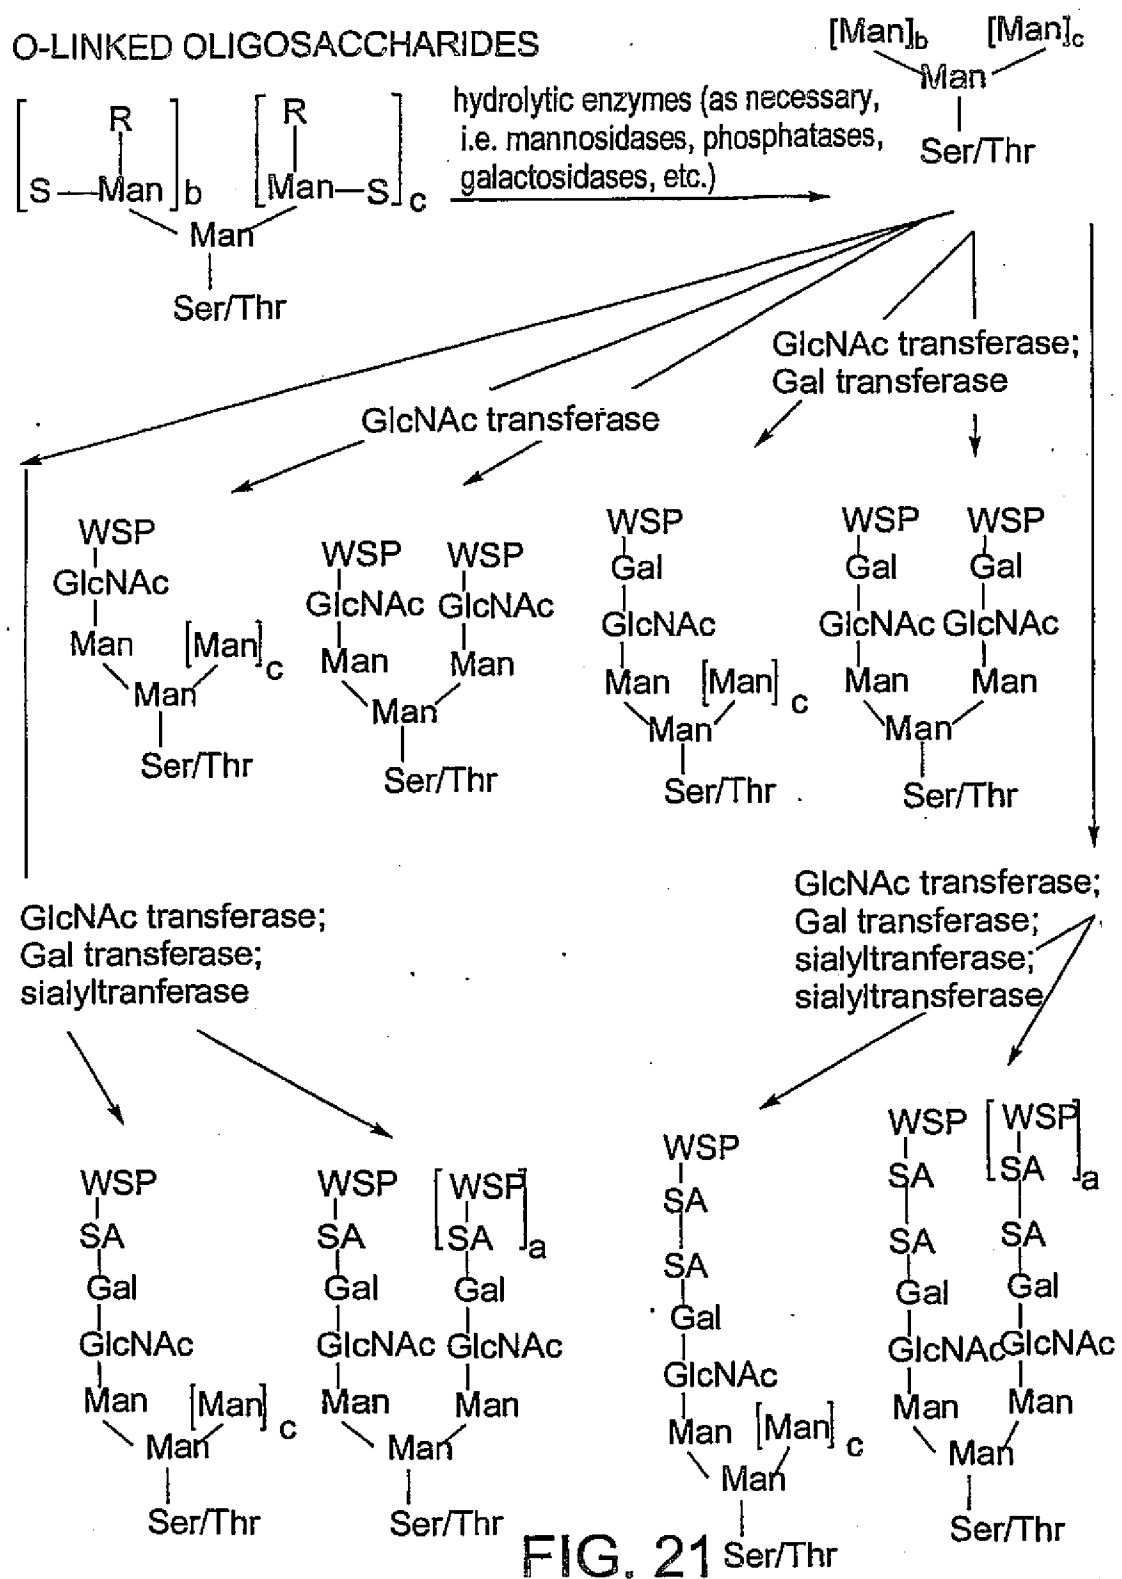 O-LINKED OLIGOSACCHARIDES
[Man]b [Man]c
Man
Ser/Thr
hydrolytic enzymes (as necessary,
i.e. mannosidases, phosphatases,
galactosidases, etc.)
R R
[S—Man]b [Man—S]c
Man
Ser/Thr
GlcNAc transferase;
Gal transferase
GlcNAc transferase
WSP
GlcNAc
Man [Man]c
Man
Ser/Thr
WSP WSP
GlcNAc GlcNAc
Man Man
Man
Ser/Thr
WSP
Gal
GlcNAc
Man [Man]c
Man
Ser/Thr
WSP WSP
Gal Gal
GlcNAc GlcNAc
Man Man
Man
Ser/Thr
GlcNAc transferase;
Gal transferase;
sialyltranferase
GlcNAc transferase;
Gal transferase;
sialyltranferase;
sialyltransferase
WSP
SA
Gal
GlcNAc
Man [Man]c
Man
Ser/Thr
WSP [WSP
SA SA]a
Gal Gal
GlcNAc GlcNAc
Man Man
Man
Ser/Thr
WSP
SA
SA
Gal
GlcNAc
Man [Man]c
Man
Ser/Thr
WSP [WSP
SA SA]a
SA SA
Gal Gal
GlcNAc GlcNAc
Man Man
Man
Ser/Thr
FIG. 21